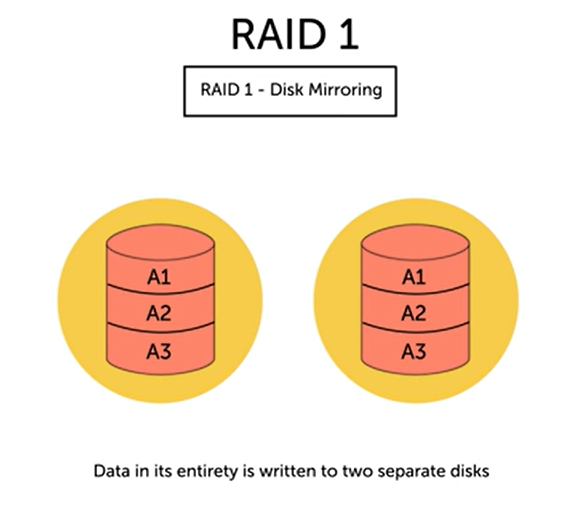 RAID 1
RAID 1 - Disk Mirroring
A1
A2
A3
A1
A2
A3
Data in its entirety is written to two separate disks